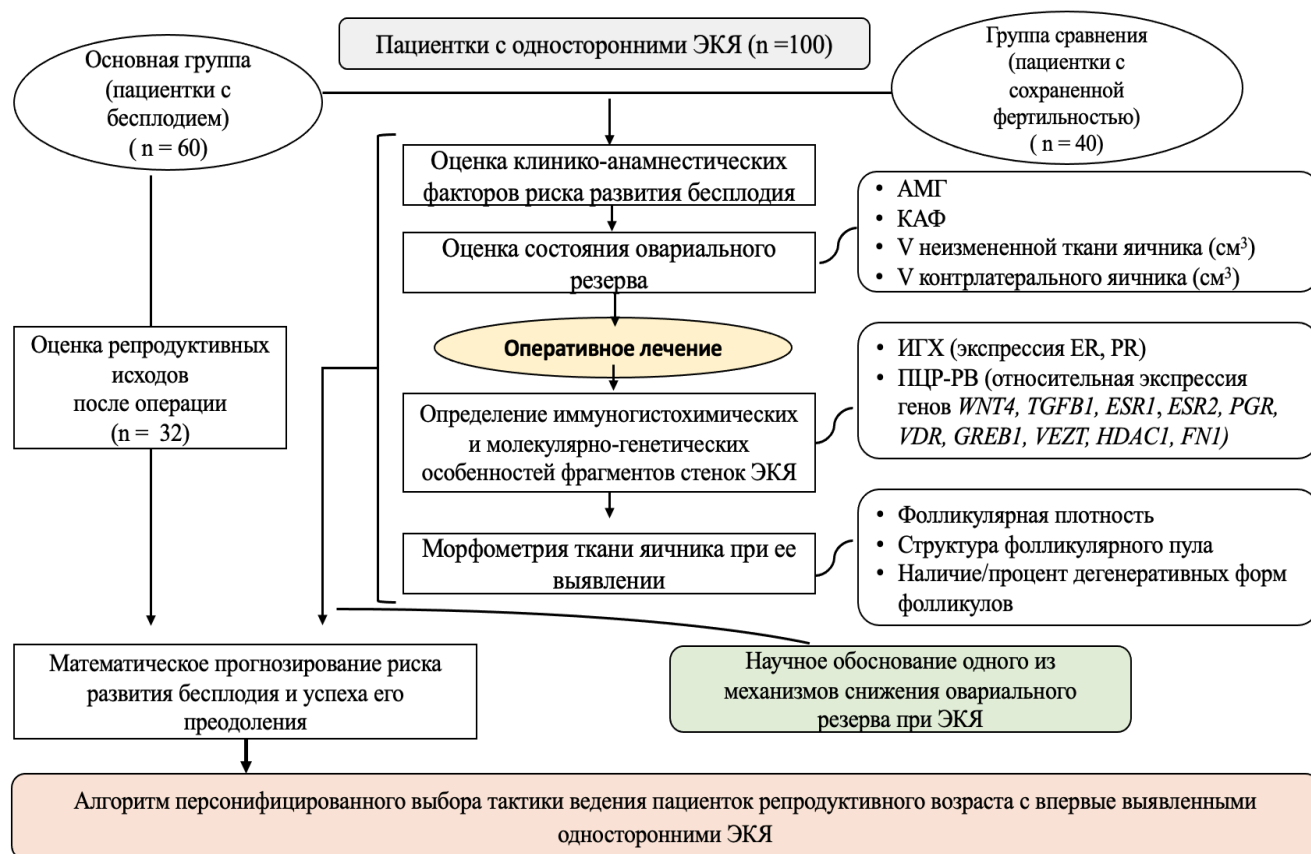 Пациентки с односторонними ЭКЯ (n =100)
Основная группа
(пациентки с
бесплодием)
( n = 60)
Группа сравнения
(пациентки с
сохраненной
фертильностью)
( n = 40)
Оценка клинико-анамнестических
факторов риска развития бесплодия
Оценка состояния овариального
резерва
• АМГ
• КАФ
• V неизмененной ткани яичника (см³)
• V контрлатерального яичника (см³)
Оперативное лечение
Оценка репродуктивных
исходов
после операции
(n = 32)
Определение иммуногистохимических
и молекулярно-генетических
особенностей фрагментов стенок ЭКЯ
• ИГХ (экспрессия ER, PR)
• ПЦР-РВ (относительная экспрессия
генов WNT4, TGFB1, ESR1, ESR2, PGR,
VDR, GREB1, VEZT, HDAC1, FN1)
Морфометрия ткани яичника при ее
выявлении
• Фолликулярная плотность
• Структура фолликулярного пула
• Наличие/процент дегенеративных форм
фолликулов
Математическое прогнозирование риска
развития бесплодия и успеха его
преодоления
Научное обоснование одного из
механизмов снижения овариального
резерва при ЭКЯ
Алгоритм персонифицированного выбора тактики ведения пациенток репродуктивного возраста с впервые выявленными
односторонними ЭКЯ